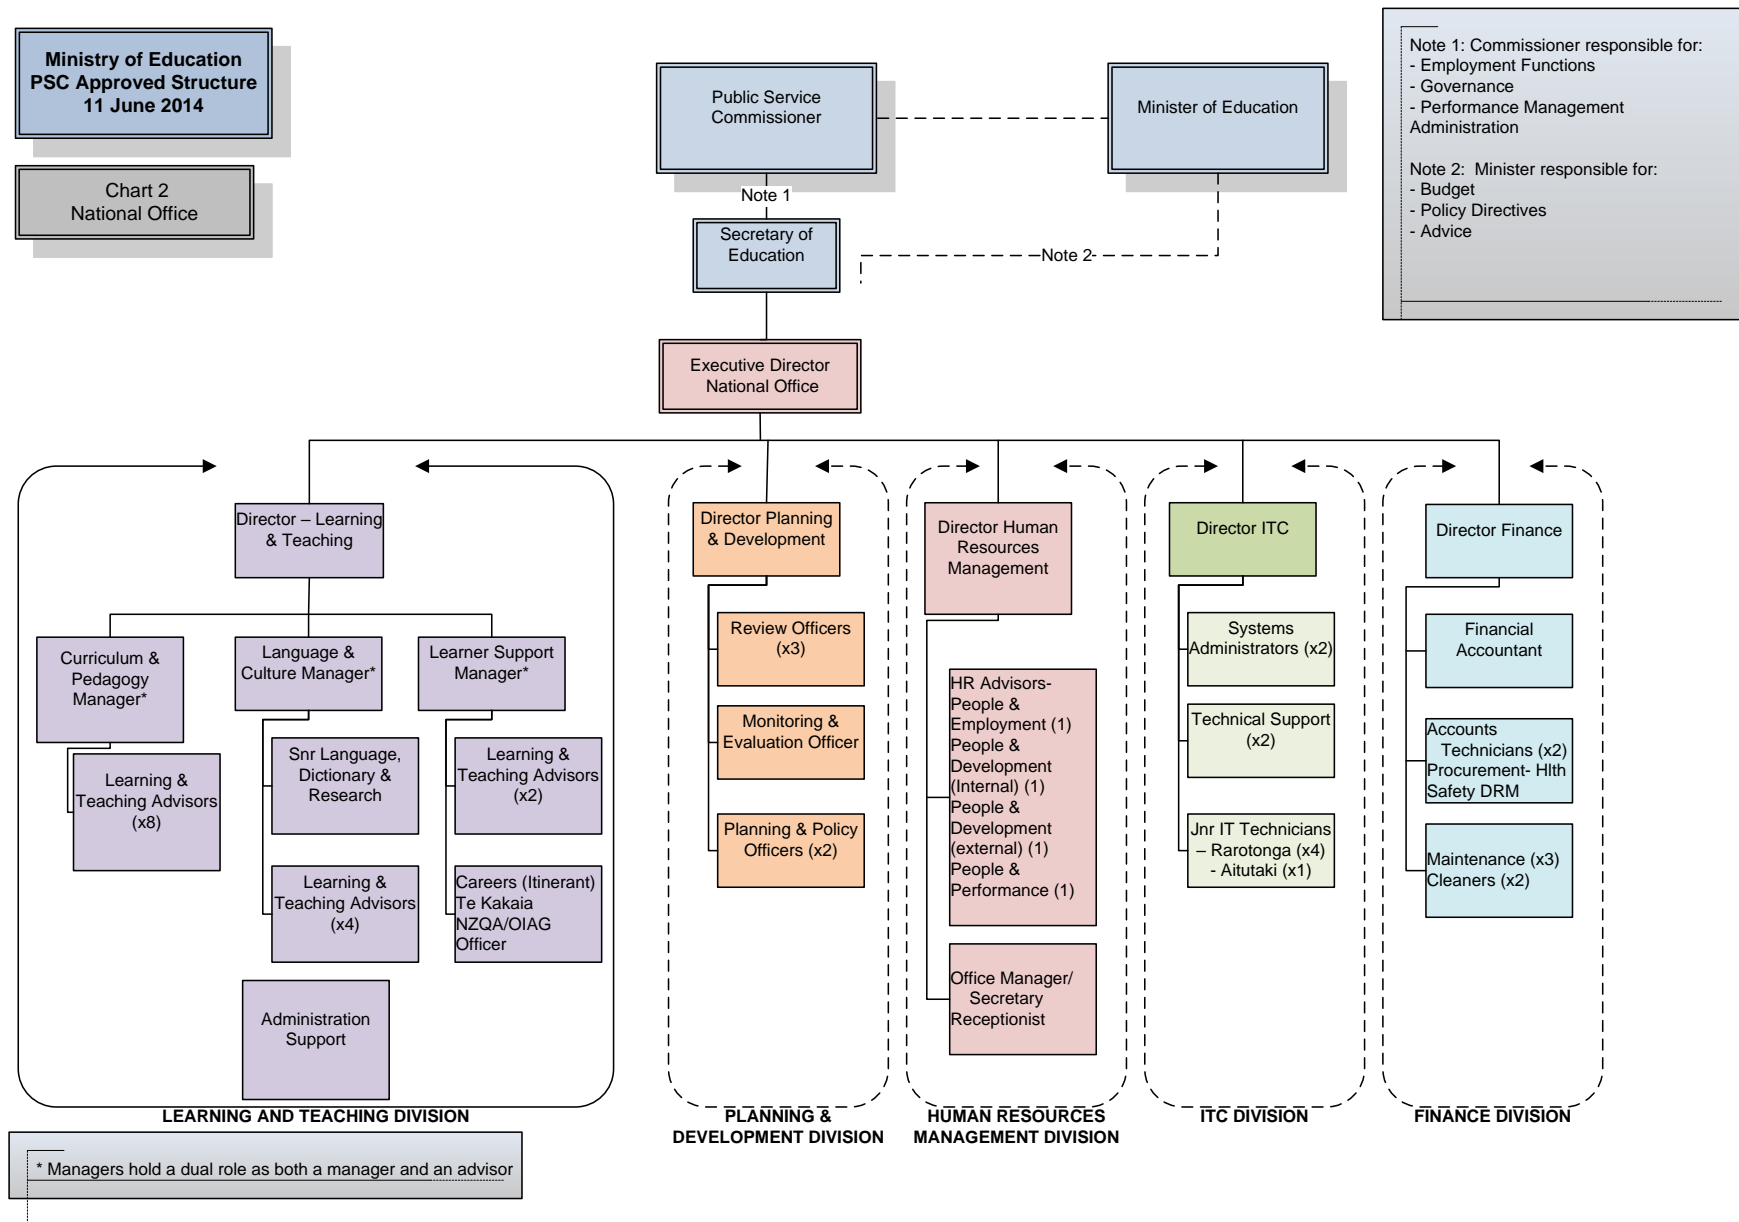 Ministry of Education
PSC Approved Structure
11 June 2014
Chart 2
National Office
Public Service
Commissioner
Minister of Education
Note 1: Commissioner responsible for:
- Employment Functions
- Governance
- Performance Management
Administration
Note 2:  Minister responsible for:
- Budget
- Policy Directives
- Advice
Note 1
Secretary of
Education
Note 2
Executive Director
National Office
Director – Learning
& Teaching
Curriculum &
Pedagogy
Manager*
Learning &
Teaching Advisors
(x8)
Language &
Culture Manager*
Snr Language,
Dictionary &
Research
Learning &
Teaching Advisors
(x4)
Learner Support
Manager*
Learning &
Teaching Advisors
(x2)
Careers (Itinerant)
Te Kakaia
NZQA/OIAG
Officer
Administration
Support
LEARNING AND TEACHING DIVISION
Director Planning
& Development
Review Officers
(x3)
Monitoring &
Evaluation Officer
Planning & Policy
Officers (x2)
PLANNING &
DEVELOPMENT DIVISION
Director Human
Resources
Management
HR Advisors-
People &
Employment (1)
People &
Development
(Internal) (1)
People &
Development
(external) (1)
People &
Performance (1)
Office Manager/
Secretary
Receptionist
HUMAN RESOURCES
MANAGEMENT DIVISION
Director ITC
Systems
Administrators (x2)
Technical Support
(x2)
Jnr IT Technicians
– Rarotonga (x4)
- Aitutaki (x1)
ITC DIVISION
Director Finance
Financial
Accountant
Accounts
Technicians (x2)
Procurement- Hlth
Safety DRM
Maintenance (x3)
Cleaners (x2)
FINANCE DIVISION
* Managers hold a dual role as both a manager and an advisor